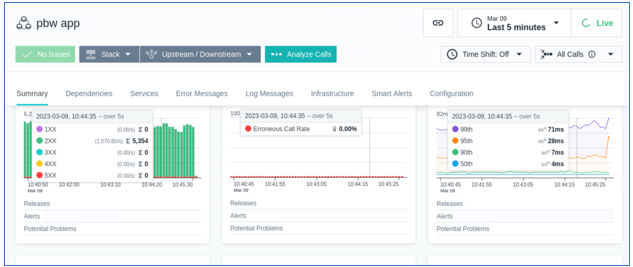 pbw app
Mar 09
Last 5 minutes
Live
No Issues
Stack
Upstream / Downstream
Analyze Calls
Time Shift: Off
All Calls
Summary
Dependencies
Services
Error Messages
Log Messages
Infrastructure
Smart Alerts
Configuration
2023-03-09, 10:44:35 – over 5s
1XX (0.00/s) Σ 0
2XX (1,070.80/s) Σ 5,354
3XX (0.00/s) Σ 0
4XX (0.00/s) Σ 0
5XX (0.00/s) Σ 0
10:40:50 10:42:00 10:43:10 10:44:20 10:45:30
Mar 09
Releases
Alerts
Potential Problems
100
2023-03-09, 10:44:35 – over 5s
Erroneous Call Rate 0.00%
10:40:45 10:41:55 10:43:05 10:44:15 10:45:25
Mar 09
Releases
Alerts
Potential Problems
82m
2023-03-09, 10:44:35 – over 5s
99th 71ms
95th 28ms
90th 7ms
50th 4ms
10:40:45 10:41:55 10:43:05 10:44:15 10:45:25
Mar 09
Releases
Alerts
Potential Problems